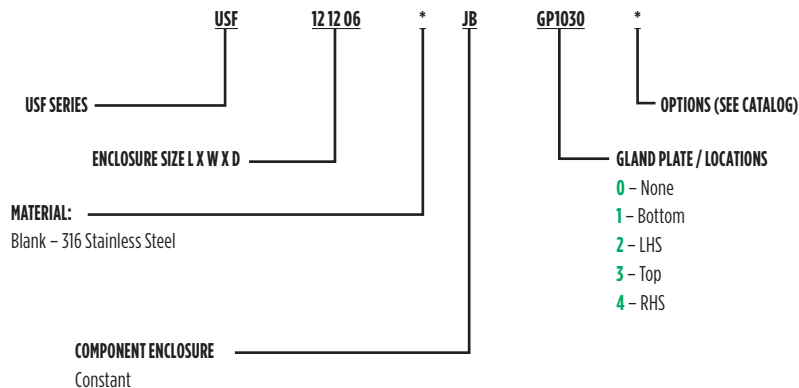 USF 12 12 06 * JB GP1030 *
USF SERIES
OPTIONS (SEE CATALOG)
ENCLOSURE SIZE L X W X D
GLAND PLATE / LOCATIONS
0 – None
1 – Bottom
2 – LHS
3 – Top
4 – RHS
MATERIAL:
Blank – 316 Stainless Steel
COMPONENT ENCLOSURE
Constant